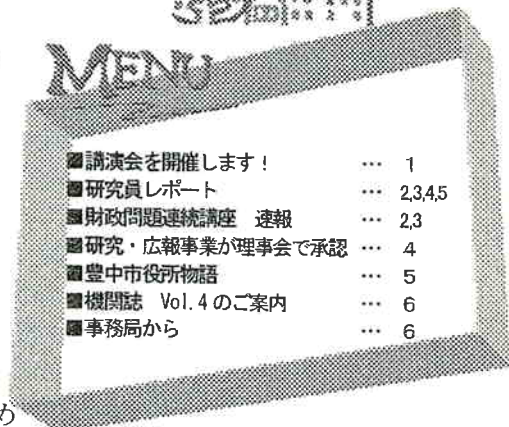 MENU
講演会を開催します! … 1
研究員レポート … 2,3,4,5
財政問題連続講座 速報 … 2,3
研究・広報事業が理事会で承認 … 4
豊中市役所物語 … 5
機関誌 Vol.4のご案内 … 6
事務局から … 6
め